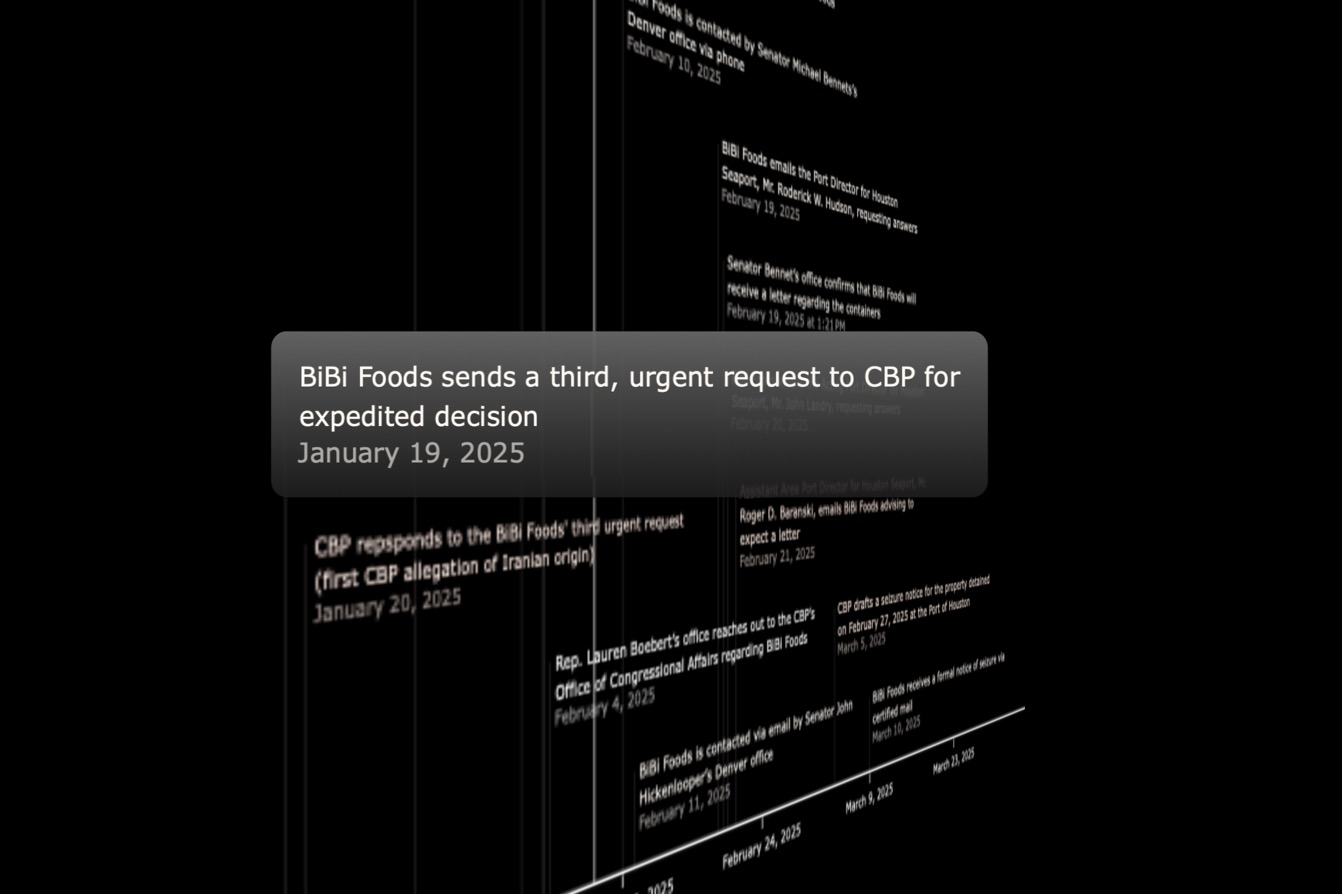 BiBi Foods is contacted by Senator Michael Bennets's
Denver office via phone
February 10, 2025
BiBi Foods emails the Port Director for Houston
Seaport, Mr. Roderick W. Hudson, requesting answers
February 19, 2025
Senator Bennet's office confirms that BiBi Foods will
receive a letter regarding the containers
February 19, 2025 at 1:21 PM
BiBi Foods sends a third, urgent request to CBP for
expedited decision
January 19, 2025
Seaport, Mr. John Landry, requesting answers
February 20, 2025
Assistant Area Port Director for Houston Seaport, Mr.
Roger D. Baranski, emails BiBi Foods advising to
expect a letter
February 21, 2025
CBP repsponds to the BiBi Foods' third urgent request
(first CBP allegation of Iranian origin)
January 20, 2025
CBP drafts a seizure notice for the property detained
on February 27, 2025 at the Port of Houston
March 5, 2025
Rep. Lauren Boebert's office reaches out to the CBP's
Office of Congressional Affairs regarding BiBi Foods
February 4, 2025
BiBi Foods receives a formal notice of seizure via
certified mail
March 10, 2025
BiBi Foods is contacted via email by Senator John
Hickenlooper's Denver office
February 11, 2025
2025
February 24, 2025
March 9, 2025
March 23, 2025